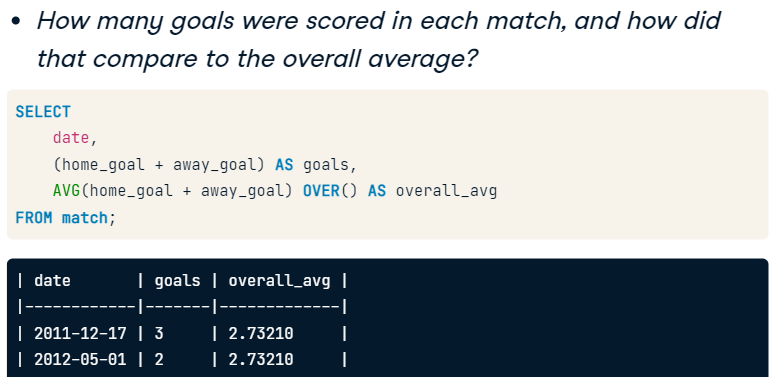 • How many goals were scored in each match, and how did
that compare to the overall average?
SELECT
    date,
    (home_goal + away_goal) AS goals,
    AVG(home_goal + away_goal) OVER() AS overall_avg
FROM match;
| date       | goals | overall_avg |
|------------|-------|-------------|
| 2011-12-17 | 3     | 2.73210     |
| 2012-05-01 | 2     | 2.73210     |